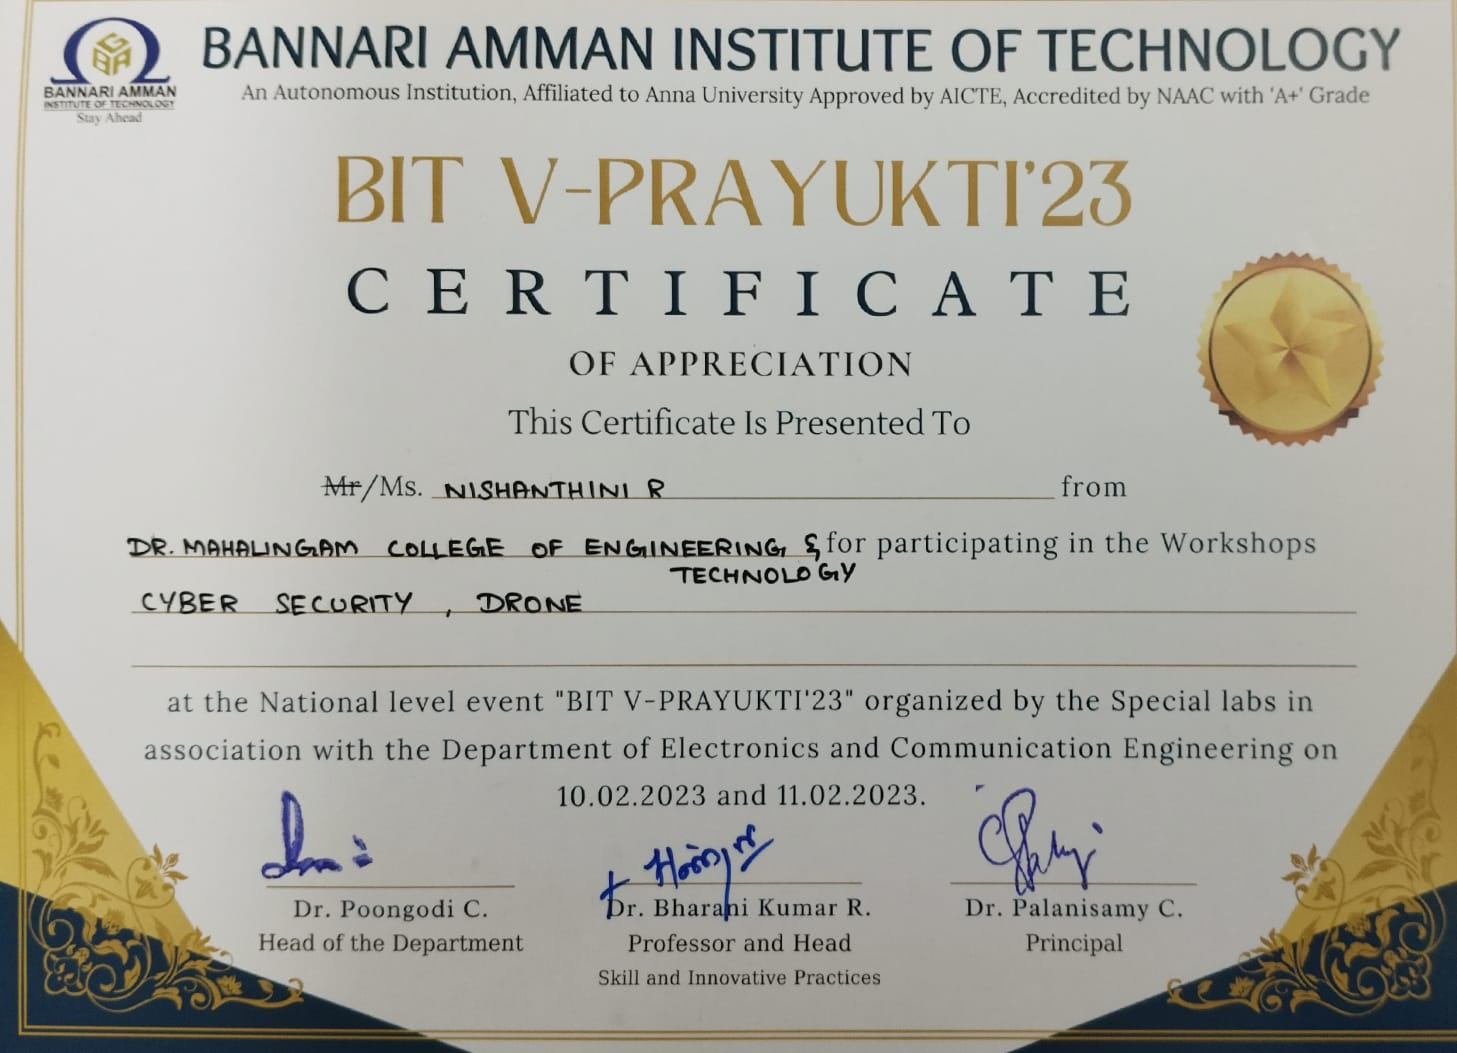 GBA
BANNARI AMMAN
INSTITUTE OF TECHNOLOGY
Stay Ahead
BANNARI AMMAN INSTITUTE OF TECHNOLOGY
An Autonomous Institution, Affiliated to Anna University Approved by AICTE, Accredited by NAAC with 'A+' Grade
BIT V-PRAYUKTI'23
CERTIFICATE
OF APPRECIATION
This Certificate Is Presented To
Mr/Ms. NISHANTHINI R from
DR. MAHALINGAM COLLEGE OF ENGINEERING & for participating in the Workshops
TECHNOLOGY
CYBER SECURITY , DRONE
at the National level event "BIT V-PRAYUKTI'23" organized by the Special labs in
association with the Department of Electronics and Communication Engineering on
10.02.2023 and 11.02.2023.
Dr. Poongodi C. Dr. Bharani Kumar R. Dr. Palanisamy C.
Head of the Department Professor and Head Principal
Skill and Innovative Practices